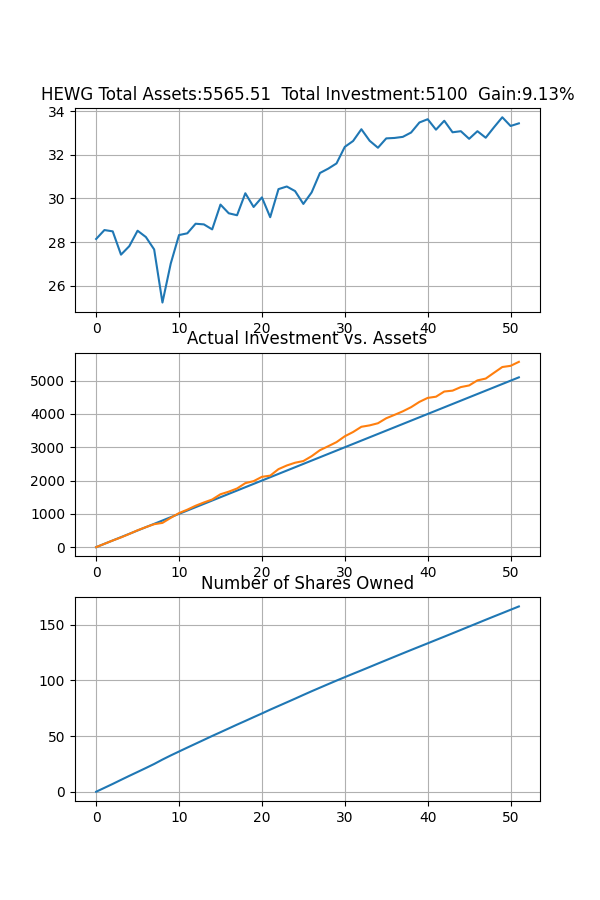 HEWG Total Assets:5565.51  Total Investment:5100  Gain:9.13%
34
32
30
28
26
0 10 20 30 40 50
Actual Investment vs. Assets
5000
4000
3000
2000
1000
0
0 10 20 30 40 50
Number of Shares Owned
150
100
50
0
0 10 20 30 40 50